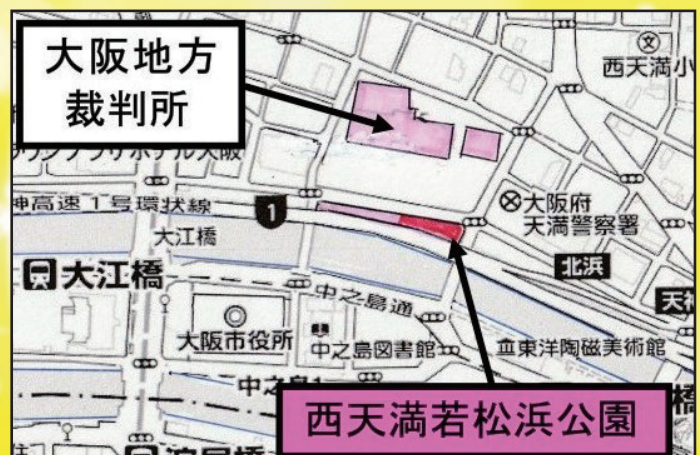 大阪地方
裁判所
文
西天満小
神高速1号環状線
1
大江橋
大阪府
天満警察署
北浜
大江橋
中之島通
大阪市役所
中之島図書館
東洋陶磁美術館
西天満若松浜公園